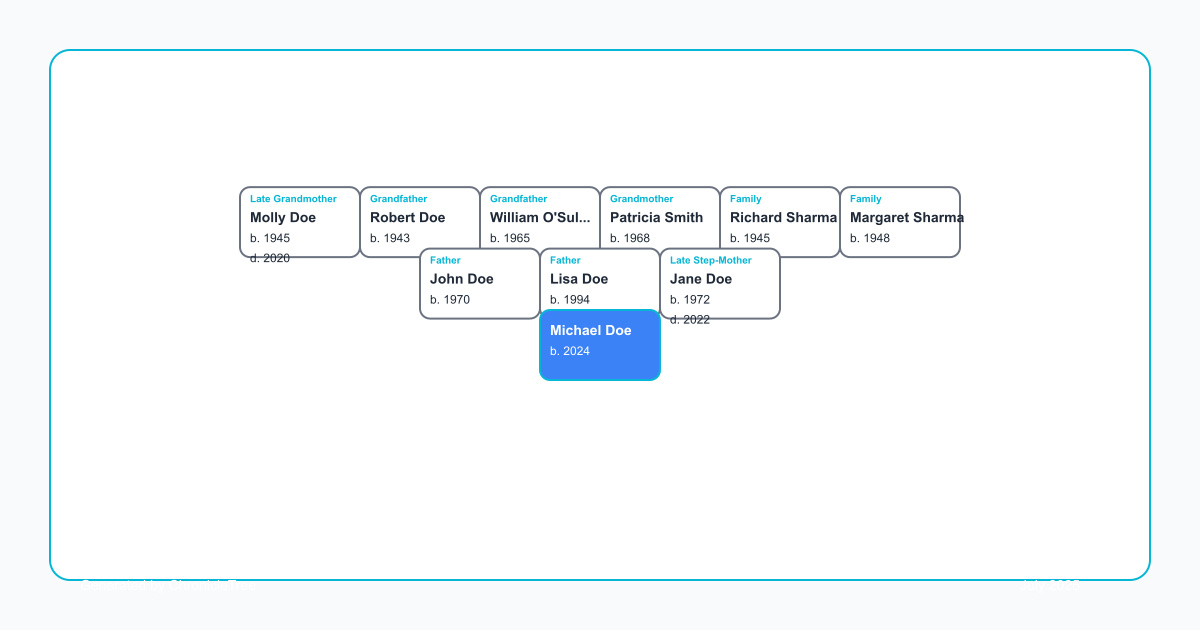 Late Grandmother
Molly Doe
b. 1945
d. 2020
Grandfather
Robert Doe
b. 1943
Grandfather
William O'Sul...
b. 1965
Grandmother
Patricia Smith
b. 1968
Family
Richard Sharma
b. 1945
Family
Margaret Sharma
b. 1948
Father
John Doe
b. 1970
Father
Lisa Doe
b. 1994
Late Step-Mother
Jane Doe
b. 1972
d. 2022
Michael Doe
b. 2024